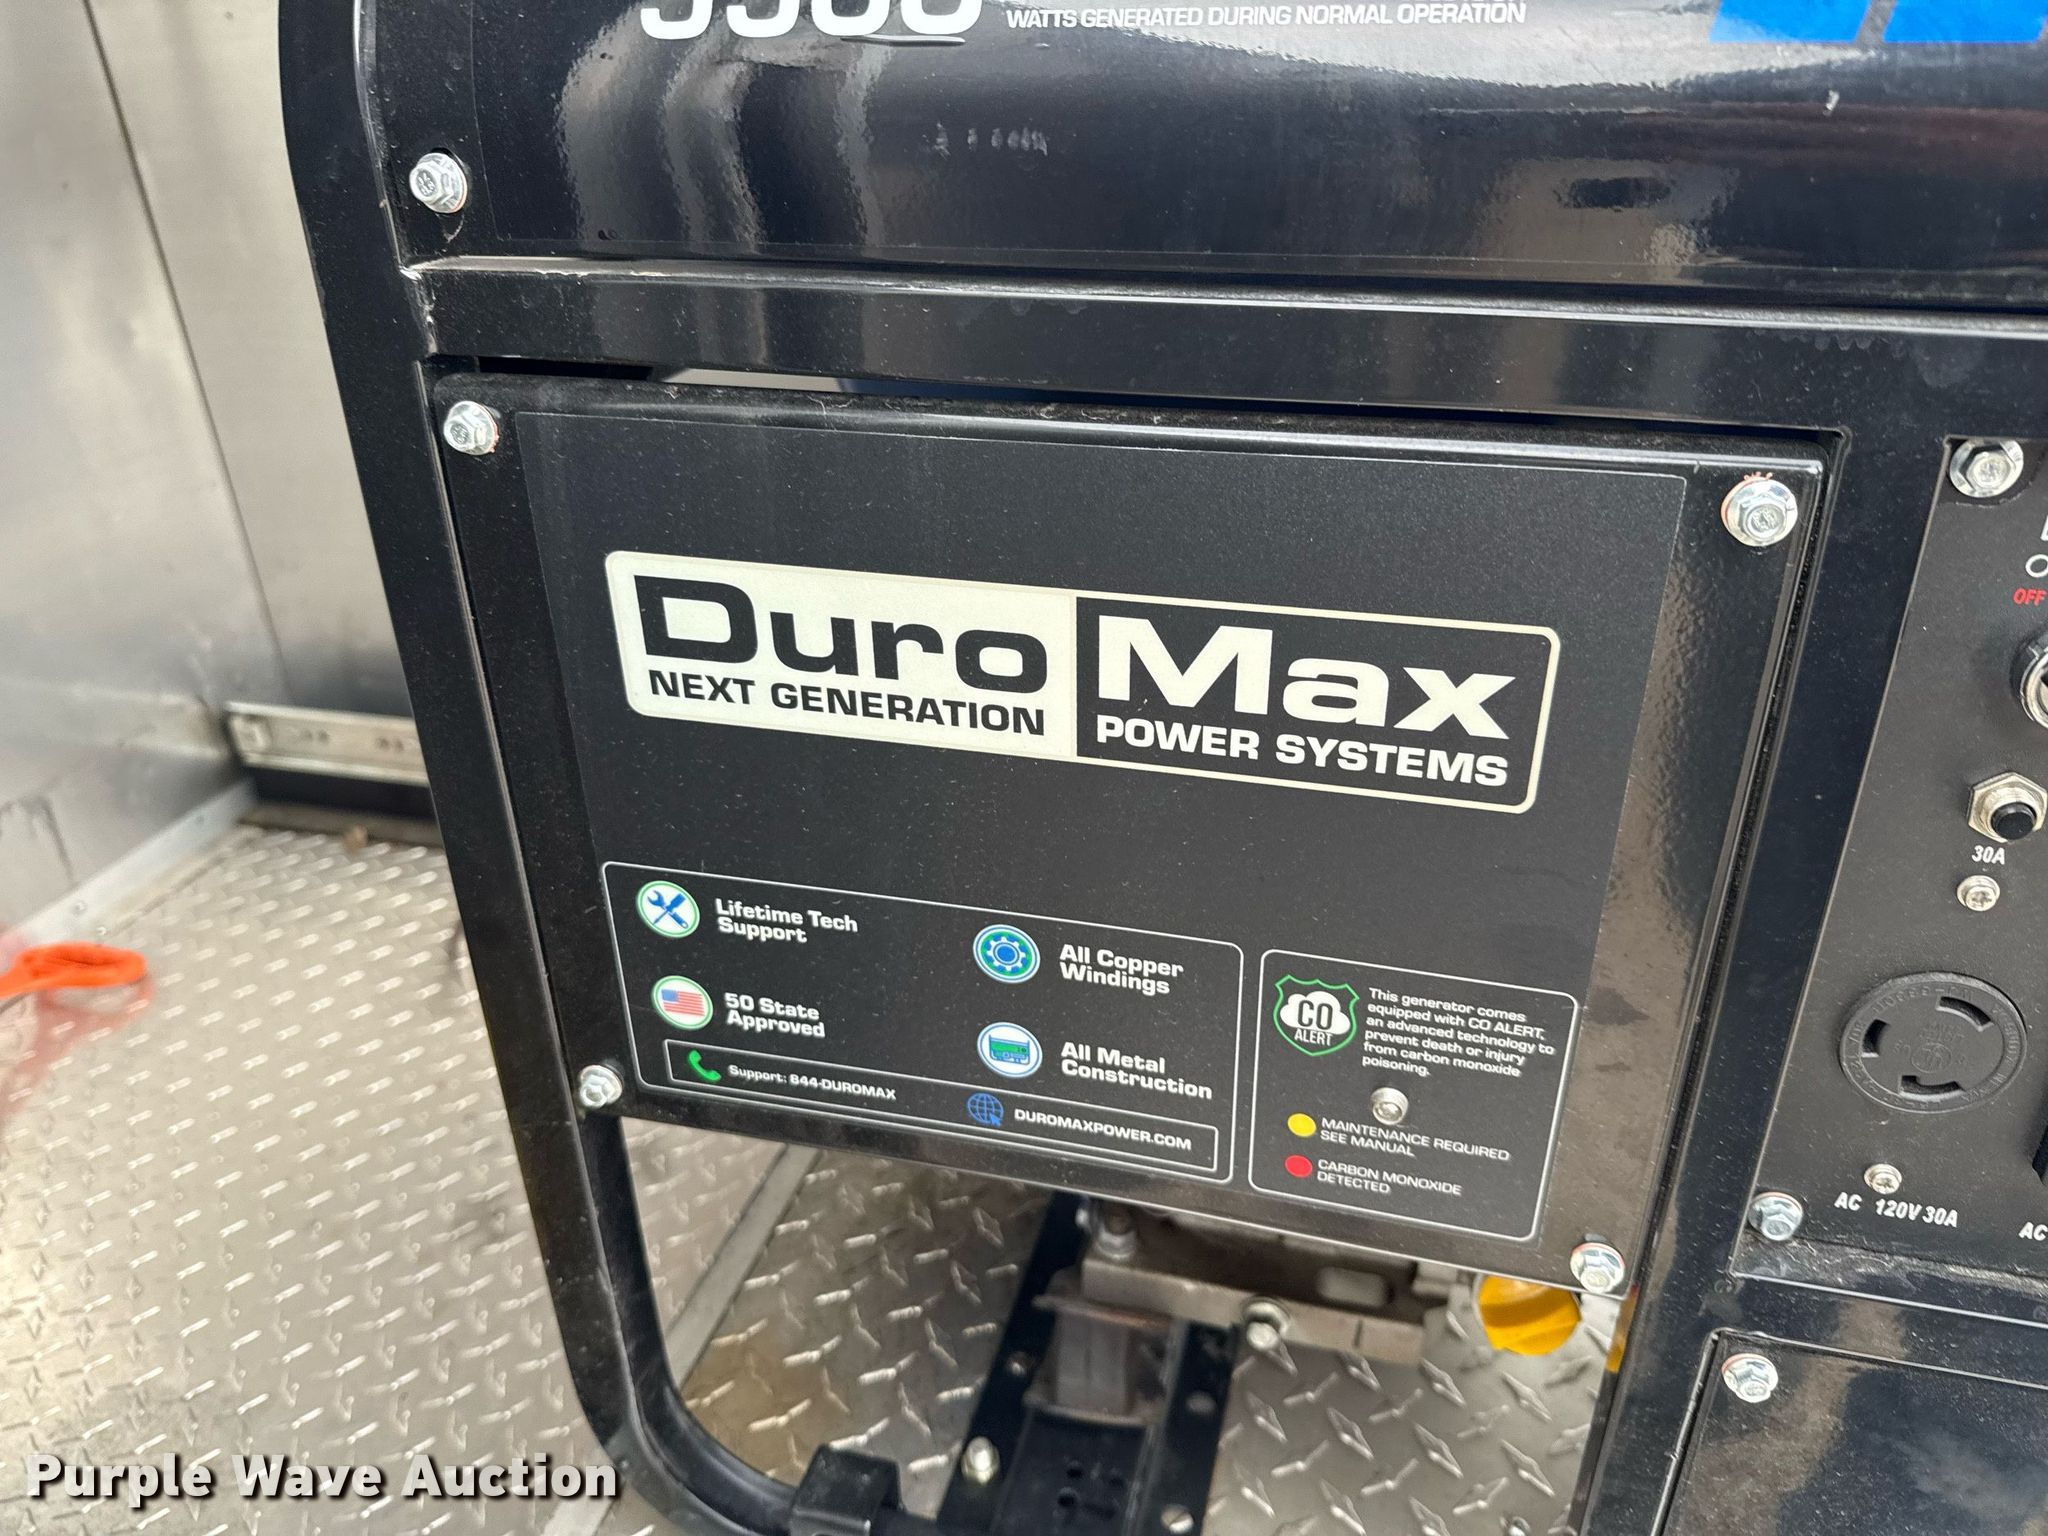 WATTS GENERATED DURING NORMAL OPERATION
OFF
Duro Max
NEXT GENERATION POWER SYSTEMS
30A
Lifetime Tech
Support
All Copper
Windings
50 State
Approved
All Metal
Construction
Support: 844-DUROMAX
DUROMAXPOWER.COM
CO
ALERT
This generator comes
equipped with CO ALERT,
an advanced technology to
prevent death or injury
from carbon monoxide
poisoning.
MAINTENANCE REQUIRED
SEE MANUAL
CARBON MONOXIDE
DETECTED
AC 120V 30A
AC
Purple Wave Auction